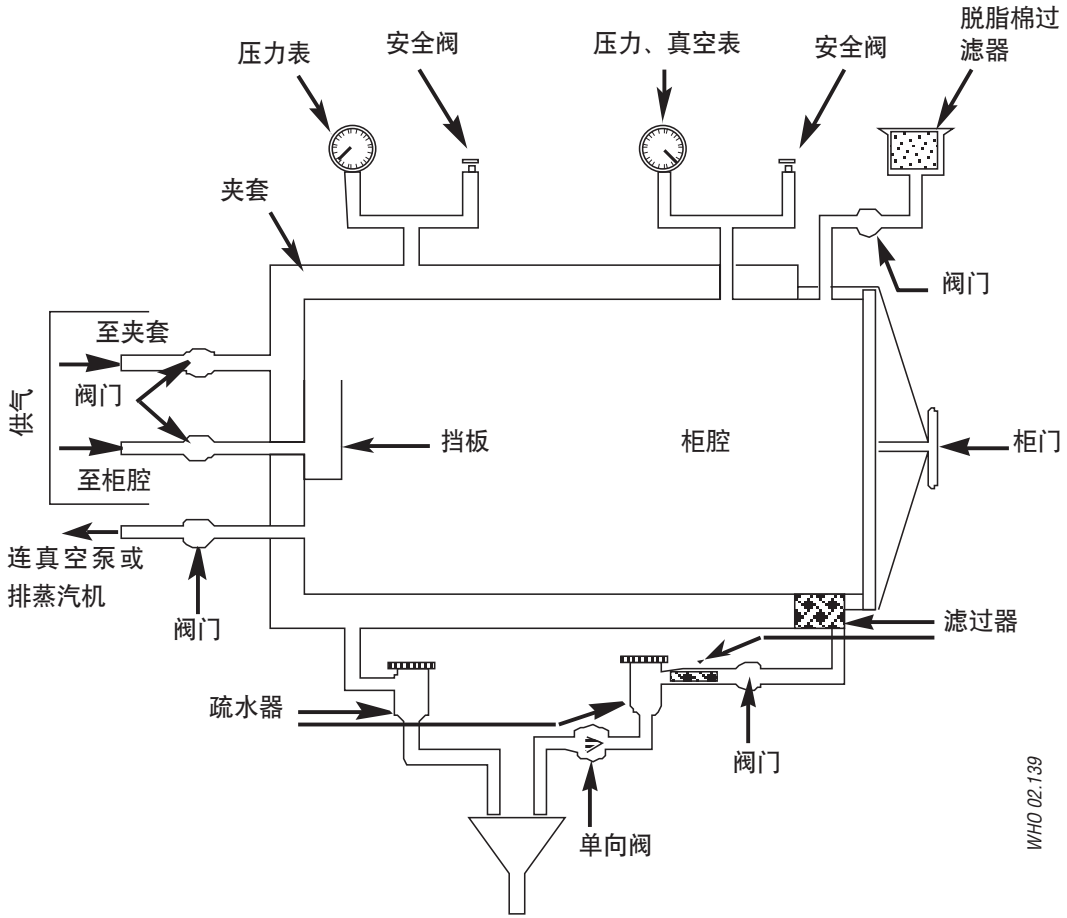 脱脂棉过
滤器
压力表
安全阀
压力、真空表
安全阀
夹套
阀门
至夹套
阀门
供气
挡板
柜腔
柜门
至柜腔
连真空泵或
排蒸汽机
阀门
滤过器
疏水器
阀门
单向阀
WHO 02.139